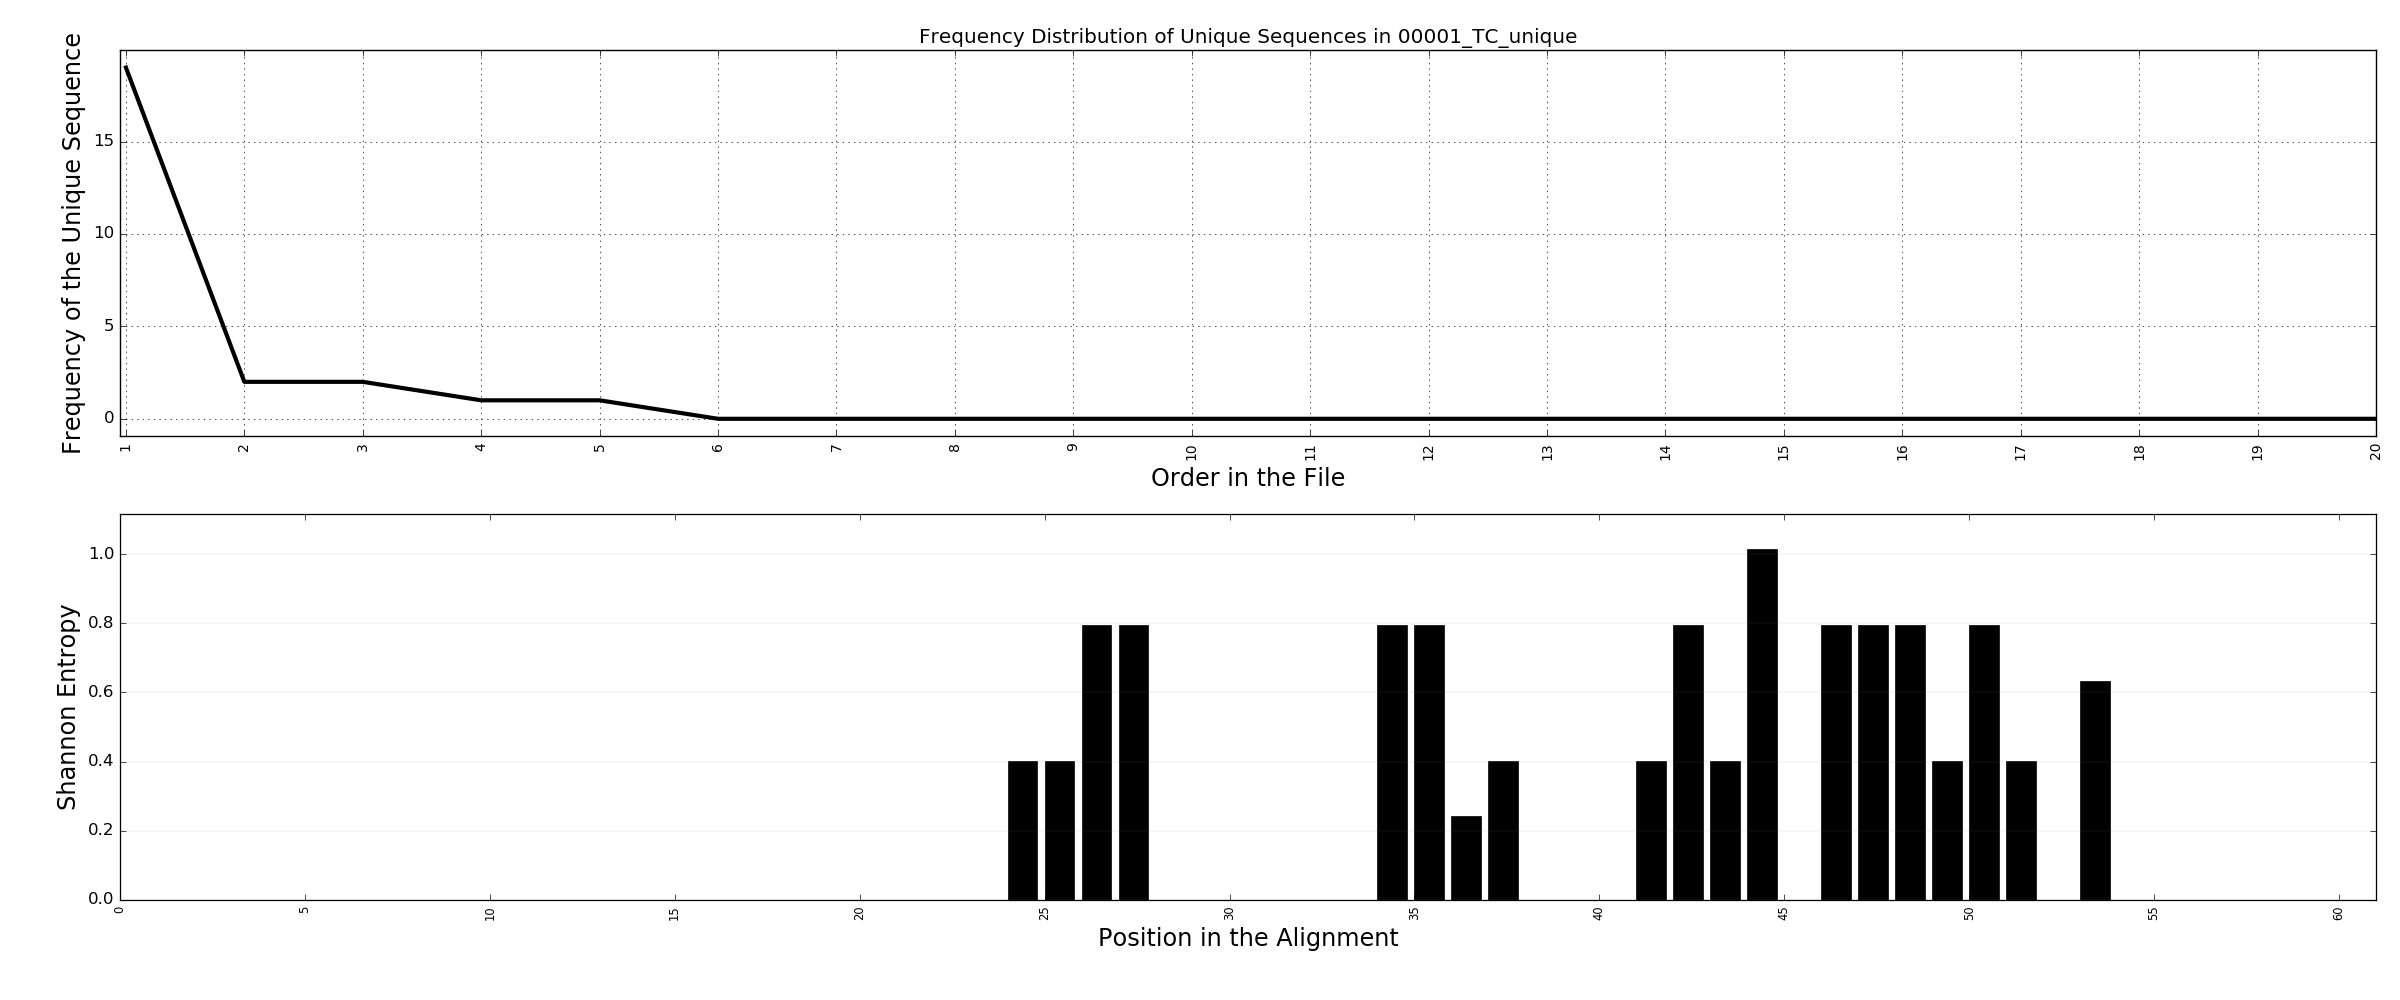 Frequency Distribution of Unique Sequences in 00001_TC_unique
Frequency of the Unique Sequence
15
10
5
0
1 2 3 4 5 6 7 8 9 10 11 12 13 14 15 16 17 18 19 20
Order in the File
Shannon Entropy
1.0
0.8
0.6
0.4
0.2
0.0
0 5 10 15 20 25 30 35 40 45 50 55 60
Position in the Alignment